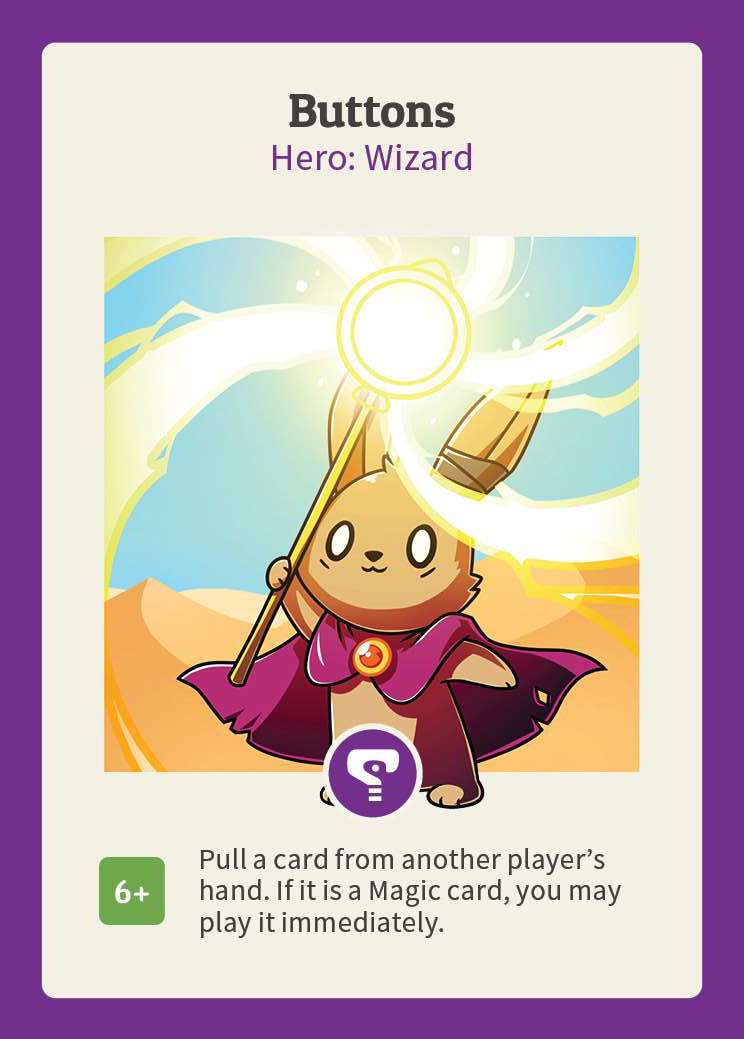 Buttons
Hero: Wizard
6+
Pull a card from another player’s
hand. If it is a Magic card, you may
play it immediately.